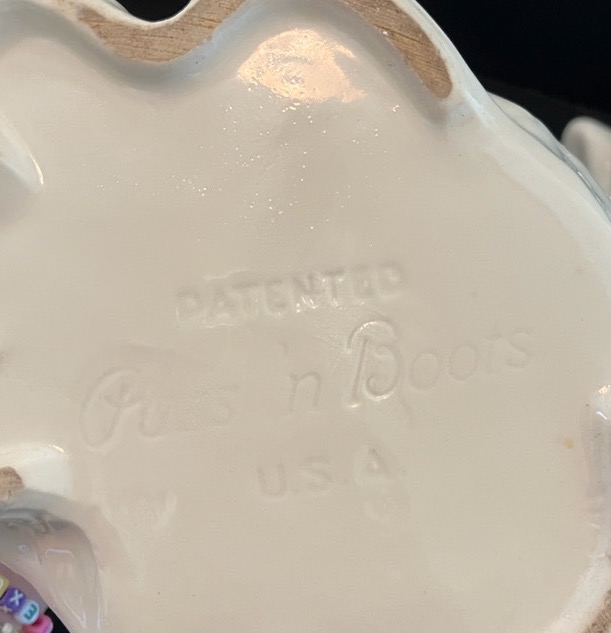 PATENTED
Puss 'n Boots
U.S.A.